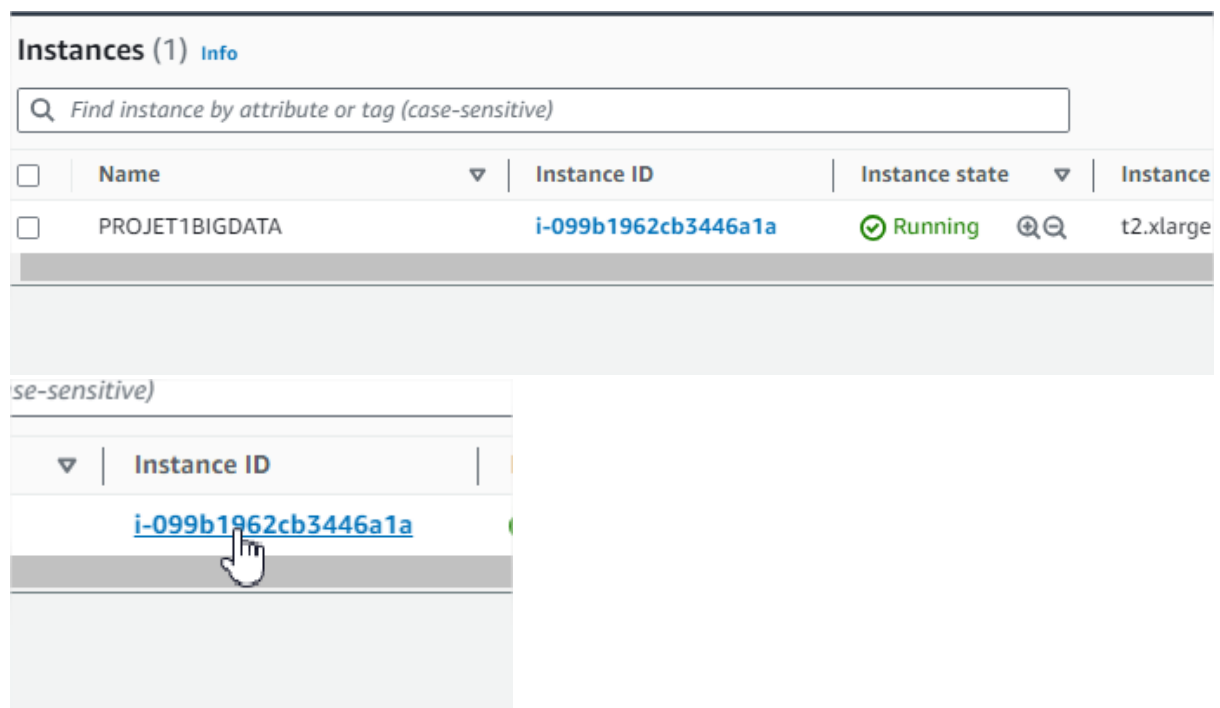 Instances (1) Info
Find instance by attribute or tag (case-sensitive)
Name Instance ID Instance state Instance
PROJET1BIGDATA i-099b1962cb3446a1a Running t2.xlarge
se-sensitive)
Instance ID
i-099b1962cb3446a1a